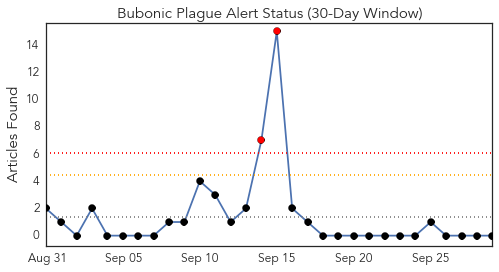 Bubonic Plague Alert Status (30-Day Window)
Articles Found
14
12
10
8
6
4
2
0
Aug 31 Sep 05 Sep 10 Sep 15 Sep 20 Sep 25